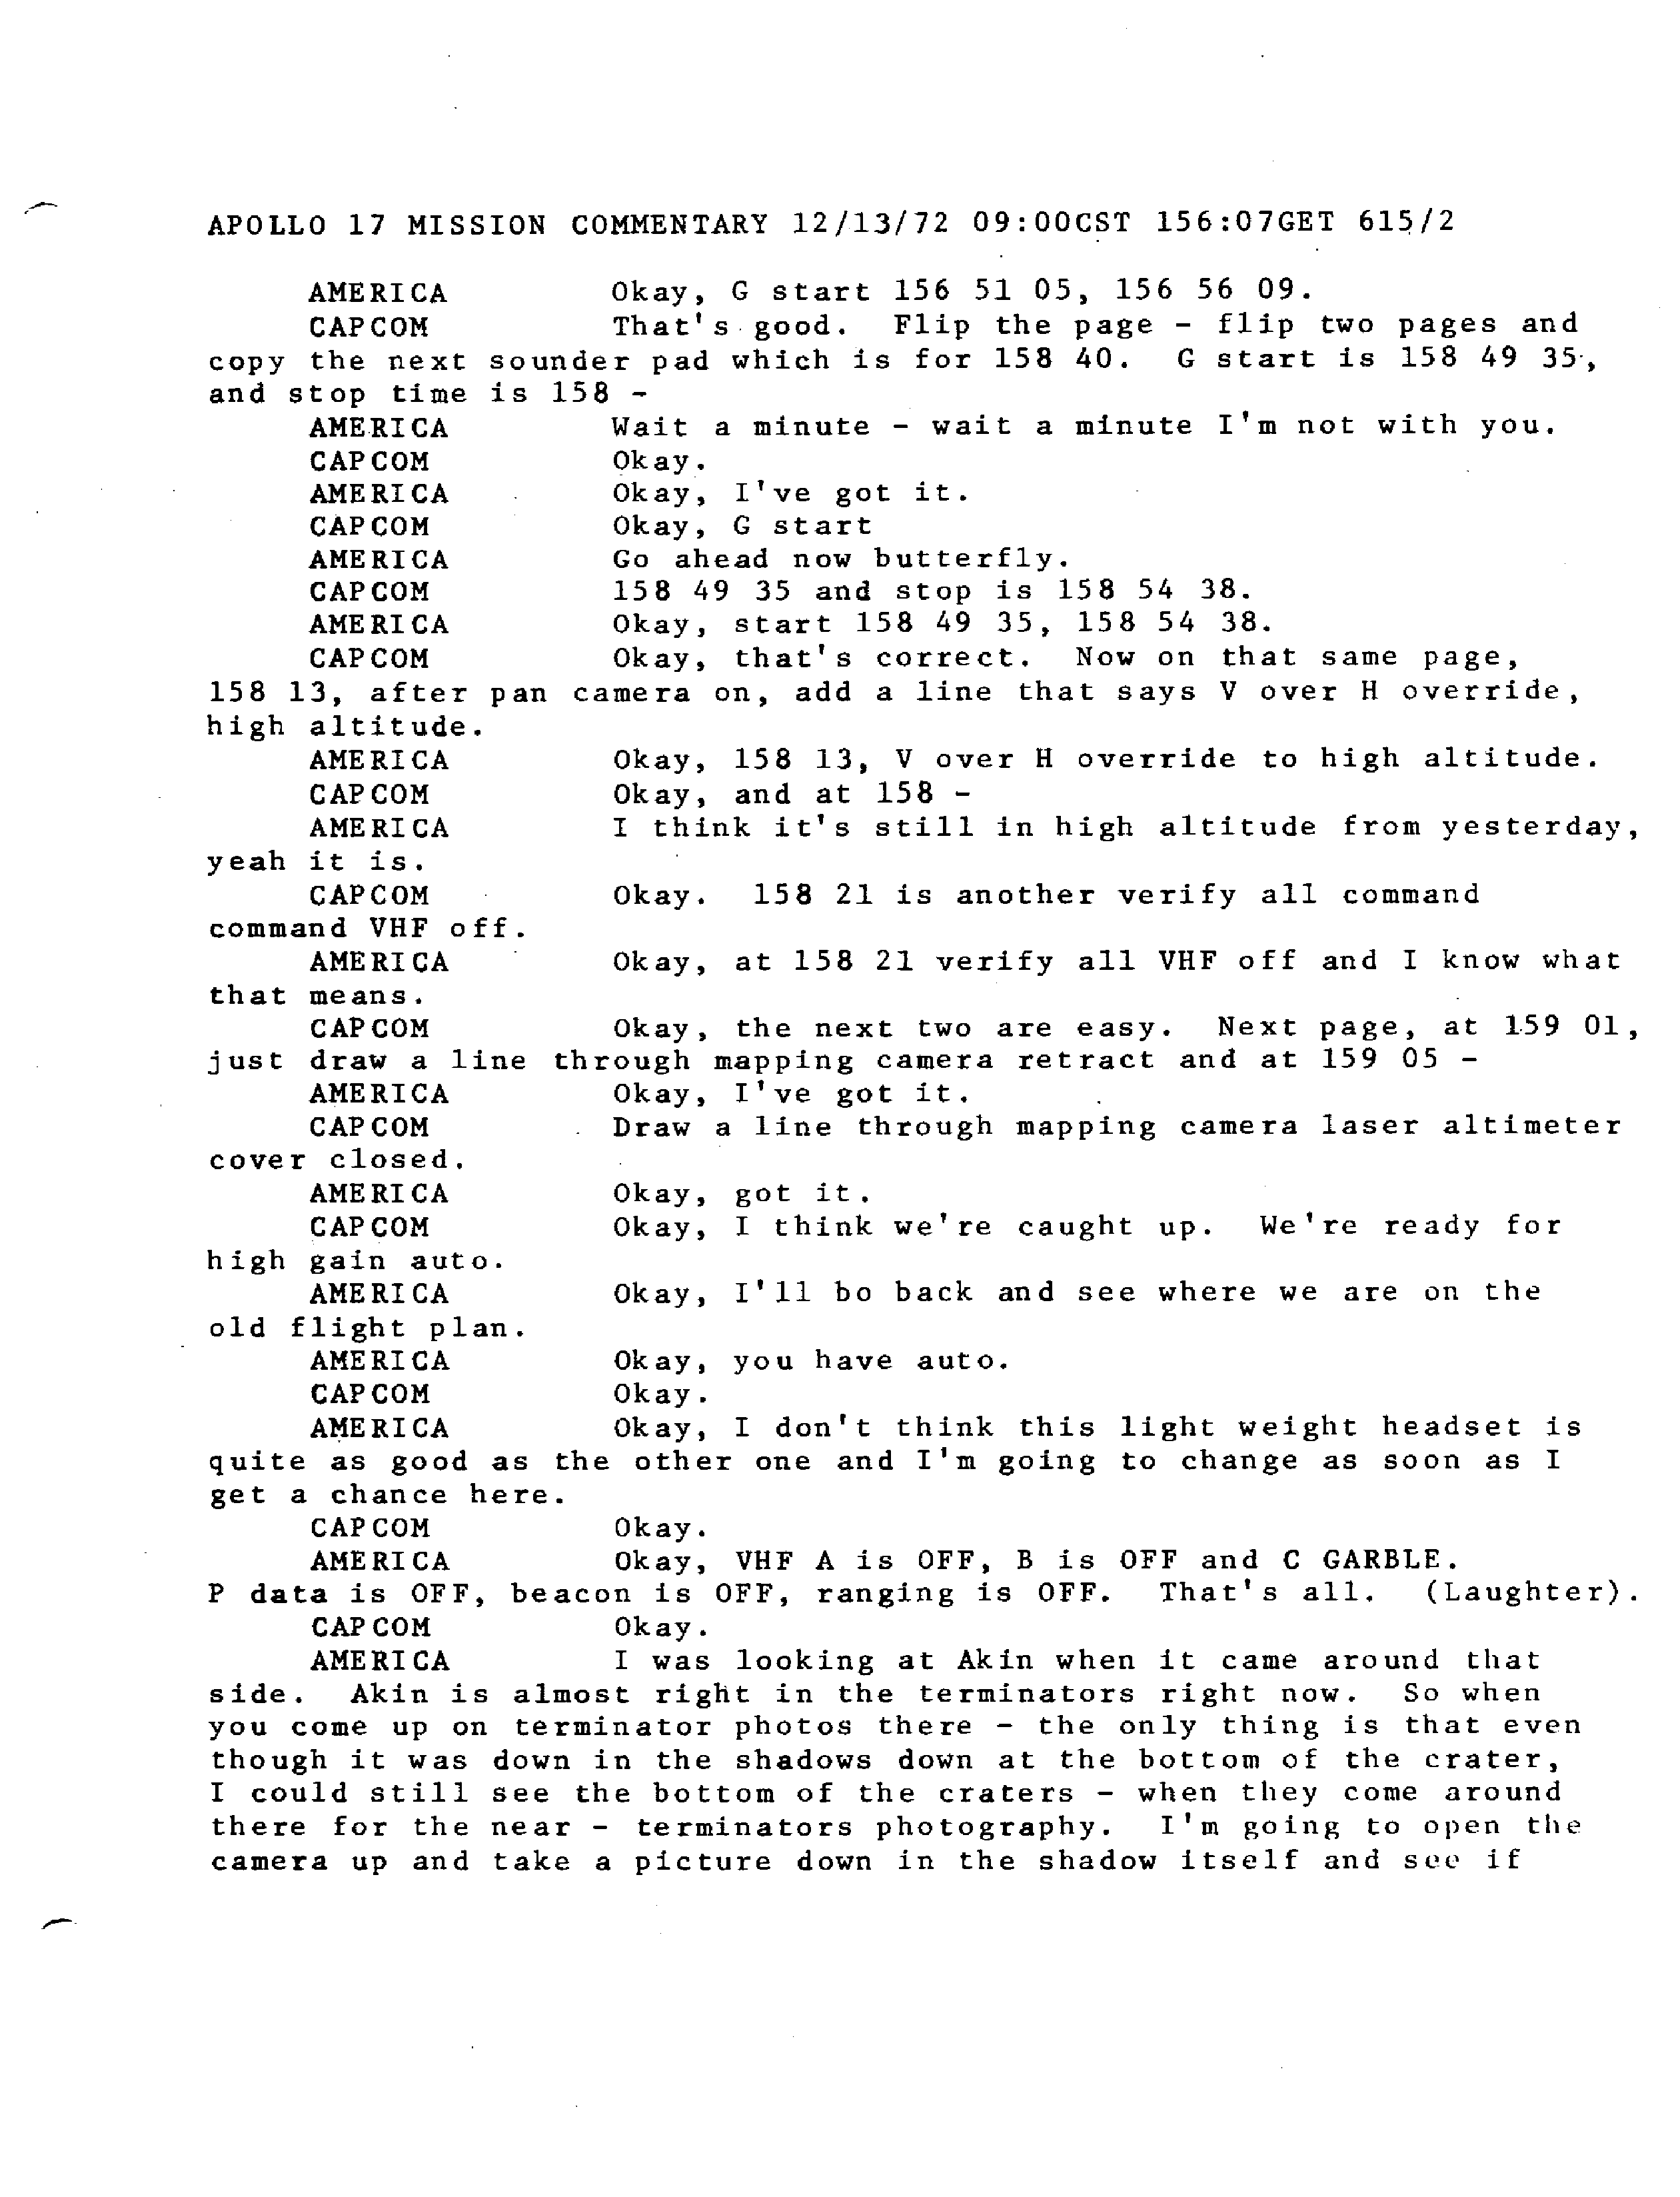 APOLLO 17 MISSION COMMENTARY 12/13/72 09:00CST 156:07GET 615/2
AMERICA Okay, G start 156 51 05, 156 56 09.
CAPCOM That's good. Flip the page - flip two pages and
copy the next sounder pad which is for 158 40. G start is 158 49 35,
and stop time is 158 -
AMERICA Wait a minute - wait a minute I'm not with you.
CAPCOM Okay.
AMERICA Okay, I've got it.
CAPCOM Okay, G start
AMERICA Go ahead now butterfly.
CAPCOM 158 49 35 and stop is 158 54 38.
AMERICA Okay, start 158 49 35, 158 54 38.
CAPCOM Okay, that's correct. Now on that same page,
158 13, after pan camera on, add a line that says V over H override,
high altitude.
AMERICA Okay, 158 13, V over H override to high altitude.
CAPCOM Okay, and at 158 -
AMERICA I think it's still in high altitude from yesterday,
yeah it is.
CAPCOM Okay. 158 21 is another verify all command
command VHF off.
AMERICA Okay, at 158 21 verify all VHF off and I know what
that means.
CAPCOM Okay, the next two are easy. Next page, at 159 01,
just draw a line through mapping camera retract and at 159 05 -
AMERICA Okay, I've got it.
CAPCOM Draw a line through mapping camera laser altimeter
cover closed.
AMERICA Okay, got it.
CAPCOM Okay, I think we're caught up. We're ready for
high gain auto.
AMERICA Okay, I'll bo back and see where we are on the
old flight plan.
AMERICA Okay, you have auto.
CAPCOM Okay.
AMERICA Okay, I don't think this light weight headset is
quite as good as the other one and I'm going to change as soon as I
get a chance here.
CAPCOM Okay.
AMERICA Okay, VHF A is OFF, B is OFF and C GARBLE.
P data is OFF, beacon is OFF, ranging is OFF. That's all. (Laughter).
CAPCOM Okay.
AMERICA I was looking at Akin when it came around that
side. Akin is almost right in the terminators right now. So when
you come up on terminator photos there - the only thing is that even
though it was down in the shadows down at the bottom of the crater,
I could still see the bottom of the craters - when they come around
there for the near - terminators photography. I'm going to open the
camera up and take a picture down in the shadow itself and see if